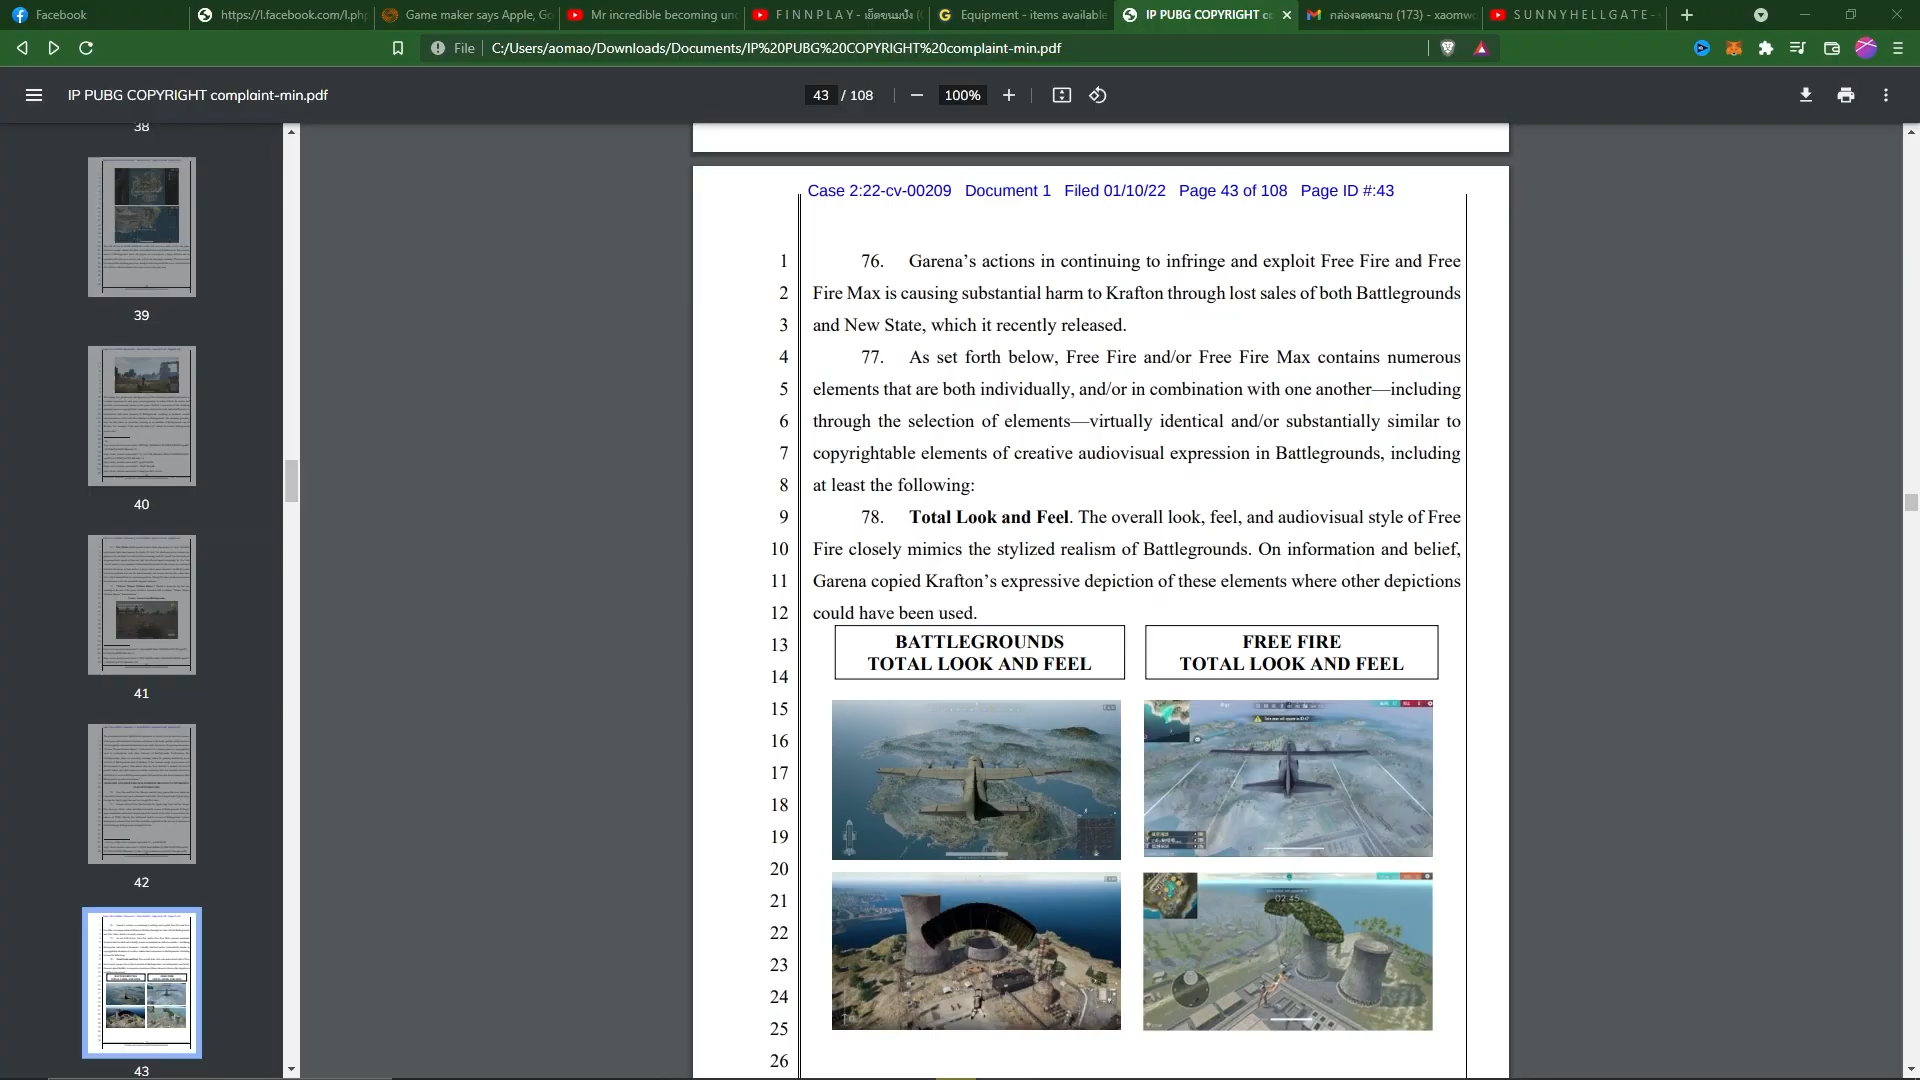 Facebook
https://l.facebook.com/l.php
Game maker says Apple, Go
Mr incredible becoming un
F I N N P L A Y - เย็ดขนมปัง (
Equipment - items available
IP PUBG COPYRIGHT co
กล่องจดหมาย (173) - xaomwo
S U N N Y H E L L G A T E -
File
C:/Users/aomao/Downloads/Documents/IP%20PUBG%20COPYRIGHT%20complaint-min.pdf
IP PUBG COPYRIGHT complaint-min.pdf
43 / 108
100%
38
39
40
41
42
43
Case 2:22-cv-00209 Document 1 Filed 01/10/22 Page 43 of 108 Page ID #:43
1 76. Garena’s actions in continuing to infringe and exploit Free Fire and Free
2 Fire Max is causing substantial harm to Krafton through lost sales of both Battlegrounds
3 and New State, which it recently released.
4 77. As set forth below, Free Fire and/or Free Fire Max contains numerous
5 elements that are both individually, and/or in combination with one another—including
6 through the selection of elements—virtually identical and/or substantially similar to
7 copyrightable elements of creative audiovisual expression in Battlegrounds, including
8 at least the following:
9 78. Total Look and Feel. The overall look, feel, and audiovisual style of Free
10 Fire closely mimics the stylized realism of Battlegrounds. On information and belief,
11 Garena copied Krafton’s expressive depiction of these elements where other depictions
12 could have been used.
13
14
BATTLEGROUNDS
TOTAL LOOK AND FEEL
FREE FIRE
TOTAL LOOK AND FEEL
15
16
17
18
19
20
21
22
02:45
23
24
25
26